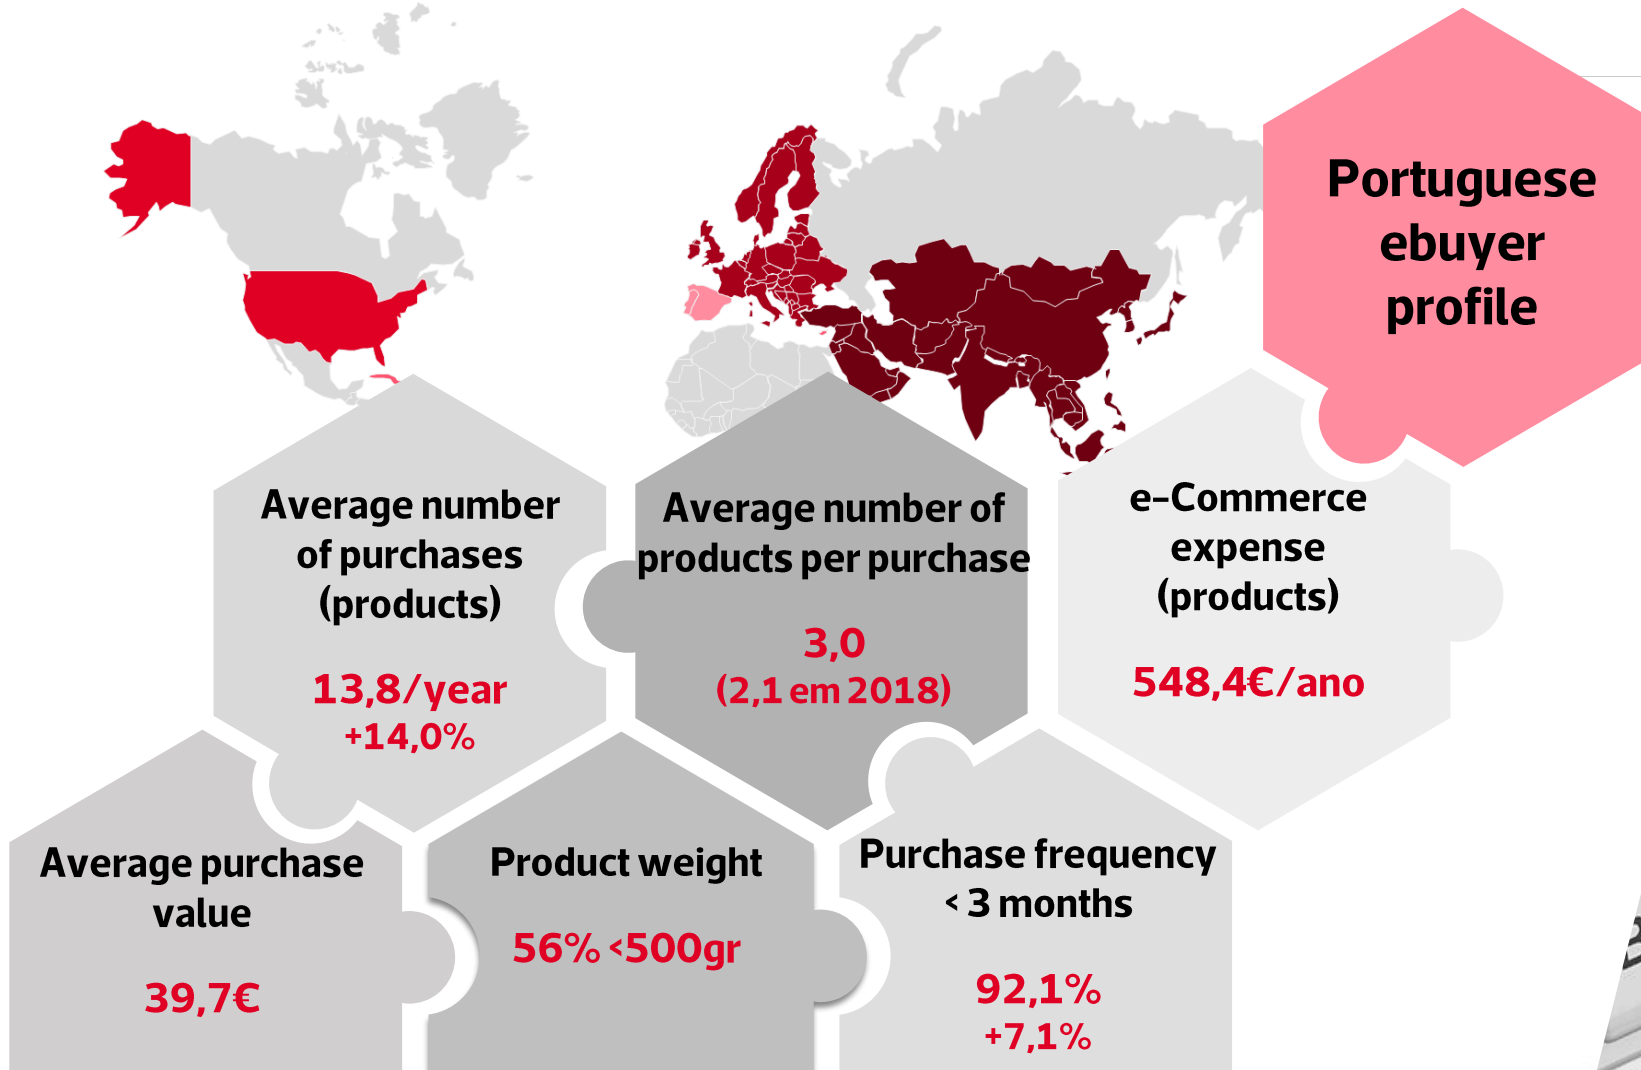 Portuguese
ebuyer
profile
Average number
of purchases
(products)
13,8/year
+14,0%
Average number of
products per purchase
3,0
(2,1 em 2018)
e-Commerce
expense
(products)
548,4€/ano
Average purchase
value
39,7€
Product weight
56% <500gr
Purchase frequency
< 3 months
92,1%
+7,1%